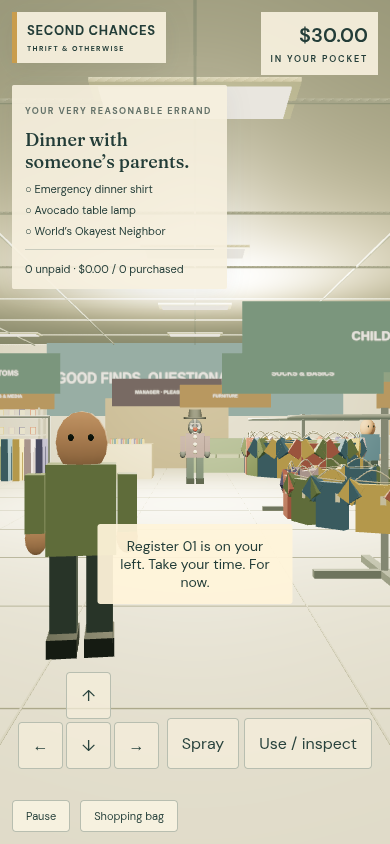 SECOND CHANCES
THRIFT & OTHERWISE
$30.00
IN YOUR POCKET
YOUR VERY REASONABLE ERRAND
Dinner with
someone’s parents.
○ Emergency dinner shirt
○ Avocado table lamp
○ World’s Okayest Neighbor
0 unpaid · $0.00 / 0 purchased
CHILD
GOOD FINDS. QUESTION
SOCKS & BASICS
TOMS
& MEDIA
MANAGER · PLEAS
FURNITURE
Register 01 is on your
left. Take your time. For
now.
↑
← ↓ →
Spray
Use / inspect
Pause
Shopping bag